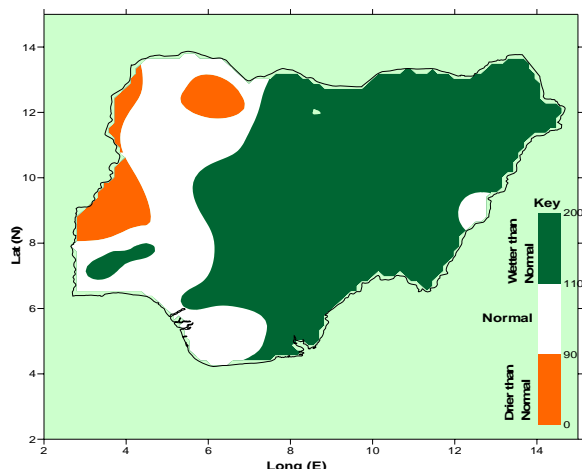 14
12
10
8
6
4
2
Lat (N)
2
4
6
8
10
12
14
Long (E)
Key
200
Wetter than
Normal
110
Normal
90
Drier than
Normal
0